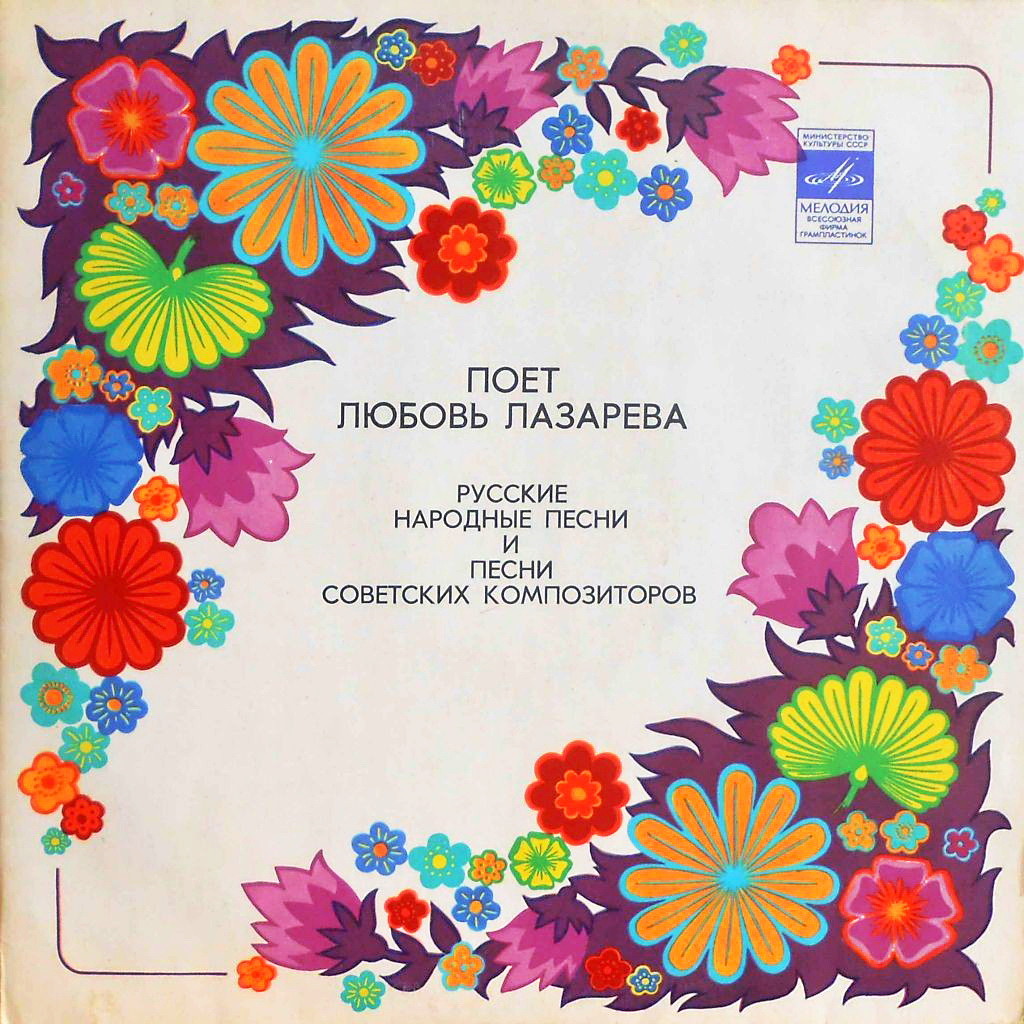 МИНИСТЕРСТВО
КУЛЬТУРЫ СССР
МЕЛОДИЯ
ВСЕСОЮЗНАЯ
ФИРМА
ГРАМПЛАСТИНОК
ПОЕТ
ЛЮБОВЬ ЛАЗАРЕВА
РУССКИЕ
НАРОДНЫЕ ПЕСНИ
И
ПЕСНИ
СОВЕТСКИХ КОМПОЗИТОРОВ